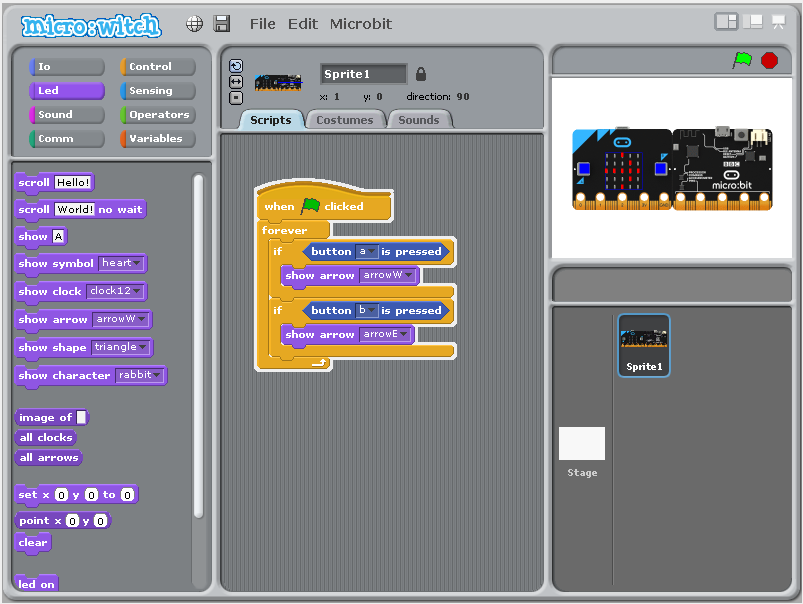 micro:witch
File Edit Microbit
Io Control
Led Sensing
Sound Operators
Comm Variables
Sprite1
x: 1 y: 0 direction: 90
Scripts Costumes Sounds
scroll Hello!
scroll World! no wait
show A
show symbol heart
show clock clock12
show arrow arrowW
show shape triangle
show character rabbit
image of
all clocks
all arrows
set x 0 y 0 to 0
point x 0 y 0
clear
led on
when clicked
forever
if button a is pressed
show arrow arrowW
if button b is pressed
show arrow arrowE
micro:bit
Sprite1
Stage